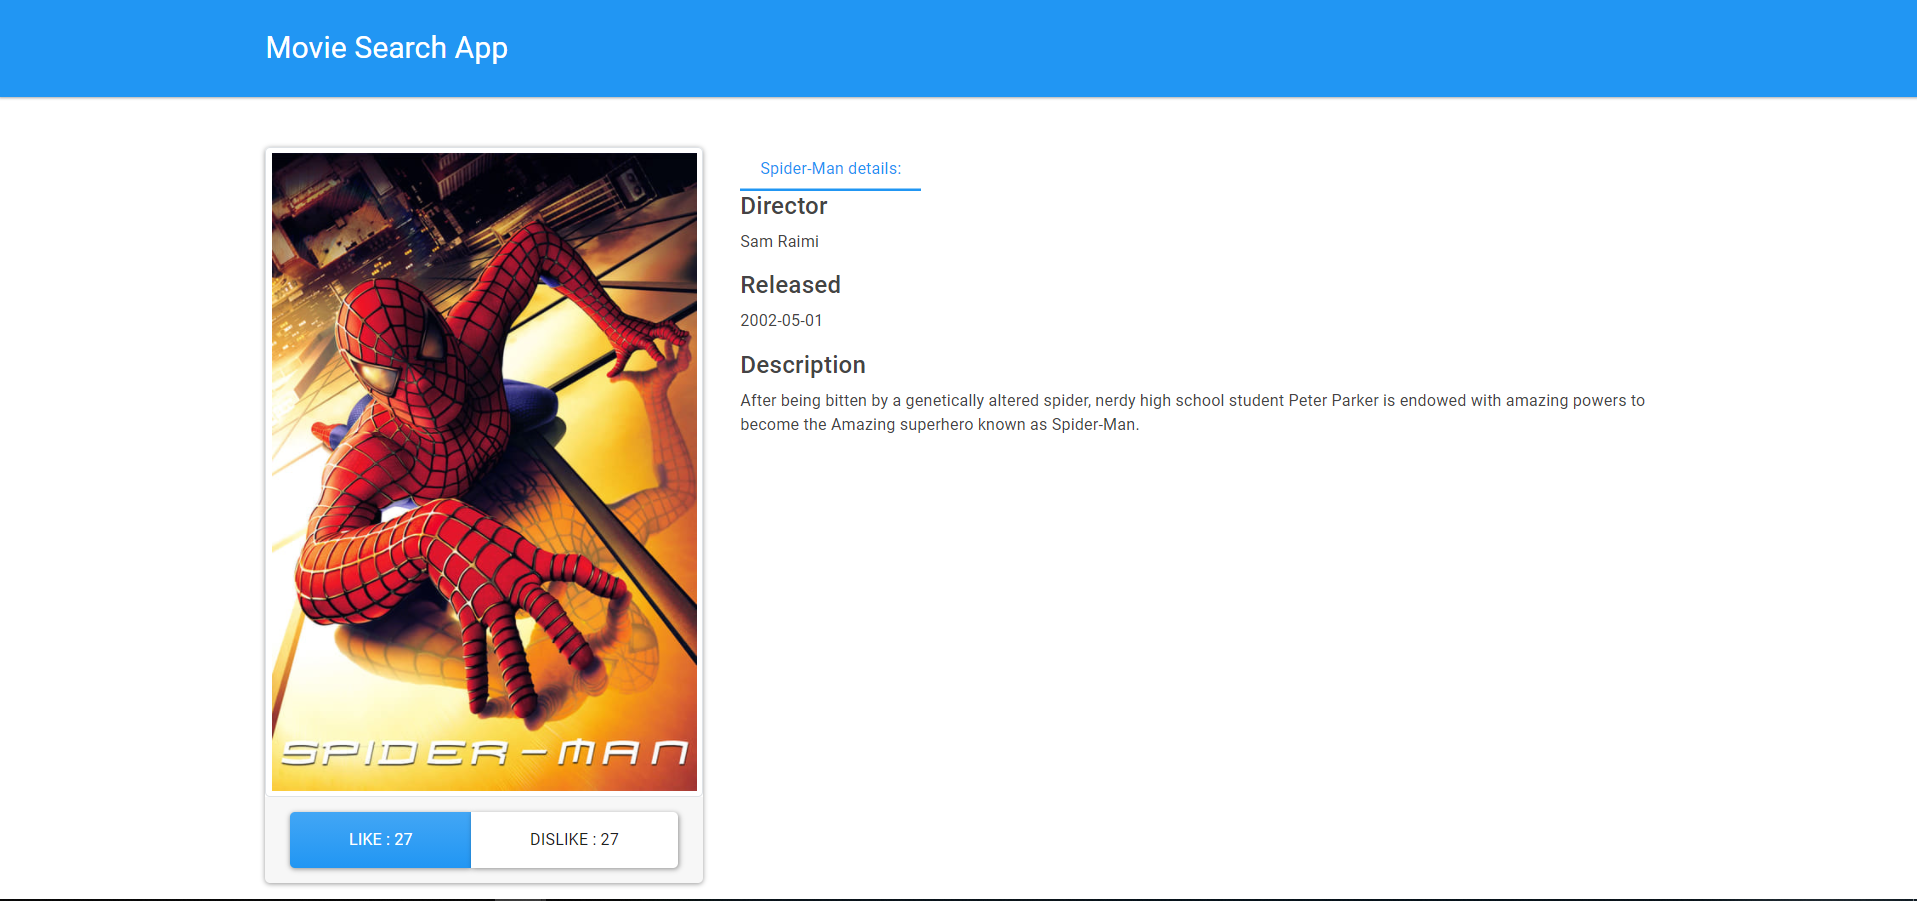 Movie Search App
Spider-Man details:
Director
Sam Raimi
Released
2002-05-01
Description
After being bitten by a genetically altered spider, nerdy high school student Peter Parker is endowed with amazing powers to
become the Amazing superhero known as Spider-Man.
SPIDER-MAN
LIKE : 27
DISLIKE : 27